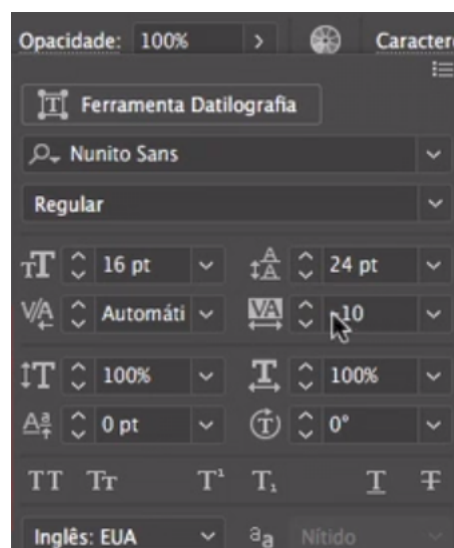 Opacidade: 100% Caracter
Ferramenta Datilografia
Nunito Sans
Regular
16 pt 24 pt
Automáti 10
100% 100%
0 pt 0°
TT Tт T¹ T₁ T T
Inglês: EUA aa Nítido